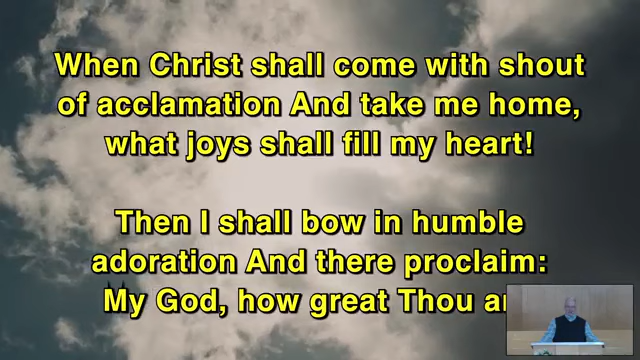 When Christ shall come with shout
of acclamation And take me home,
what joys shall fill my heart!
Then I shall bow in humble
adoration And there proclaim:
My God, how great Thou